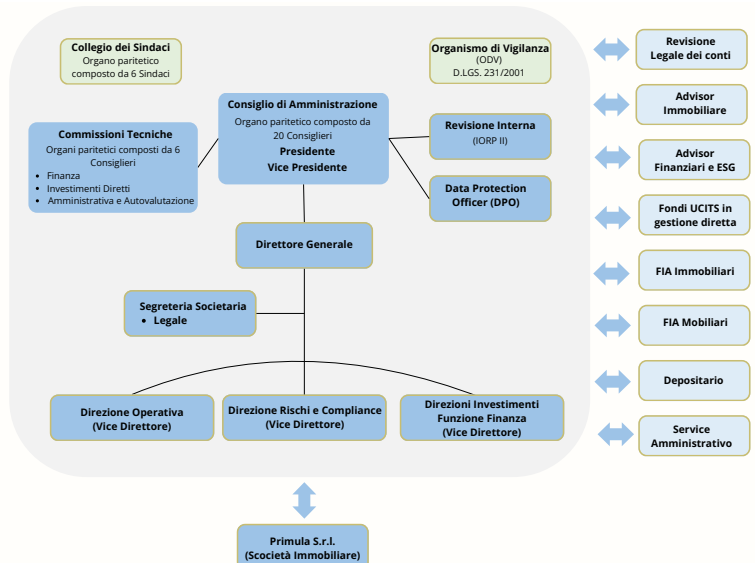 Collegio dei Sindaci
Organo paritetico
composto da 6 Sindaci
Organismo di Vigilanza
(ODV)
D.LGS. 231/2001
Consiglio di Amministrazione
Organo paritetico composto da
20 Consiglieri
Presidente
Vice Presidente
Commissioni Tecniche
Organi paritetici composti da 6
Consiglieri
• Finanza
• Investimenti Diretti
• Amministrativa e Autovalutazione
Revisione Interna
(IORP II)
Data Protection
Officer (DPO)
Direttore Generale
Segreteria Societaria
• Legale
Direzione Operativa
(Vice Direttore)
Direzione Rischi e Compliance
(Vice Direttore)
Direzioni Investimenti
Funzione Finanza
(Vice Direttore)
Primula S.r.l.
(Scocietà Immobiliare)
Revisione
Legale dei conti
Advisor
Immobiliare
Advisor
Finanziari e ESG
Fondi UCITS in
gestione diretta
FIA Immobiliari
FIA Mobiliari
Depositario
Service
Amministrativo